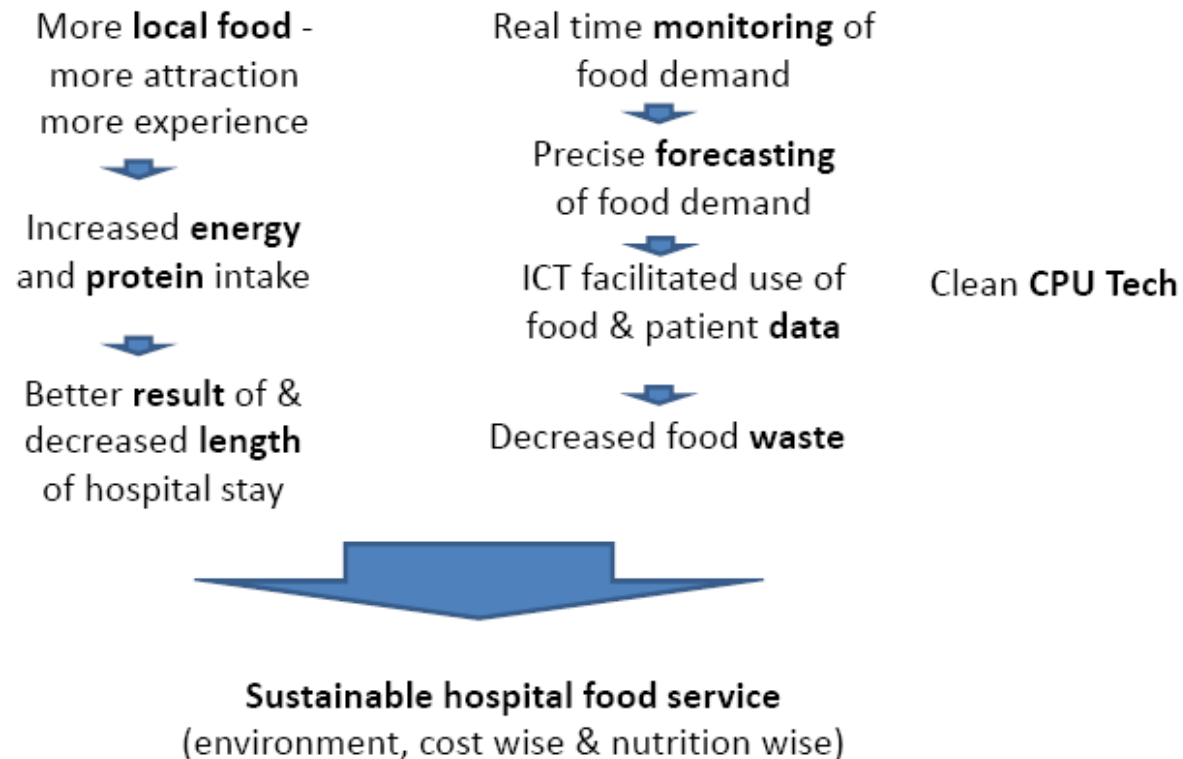 More local food -
more attraction
more experience
Increased energy
and protein intake
Better result of &
decreased length
of hospital stay
Real time monitoring of
food demand
Precise forecasting
of food demand
ICT facilitated use of
food & patient data
Decreased food waste
Clean CPU Tech
Sustainable hospital food service
(environment, cost wise & nutrition wise)